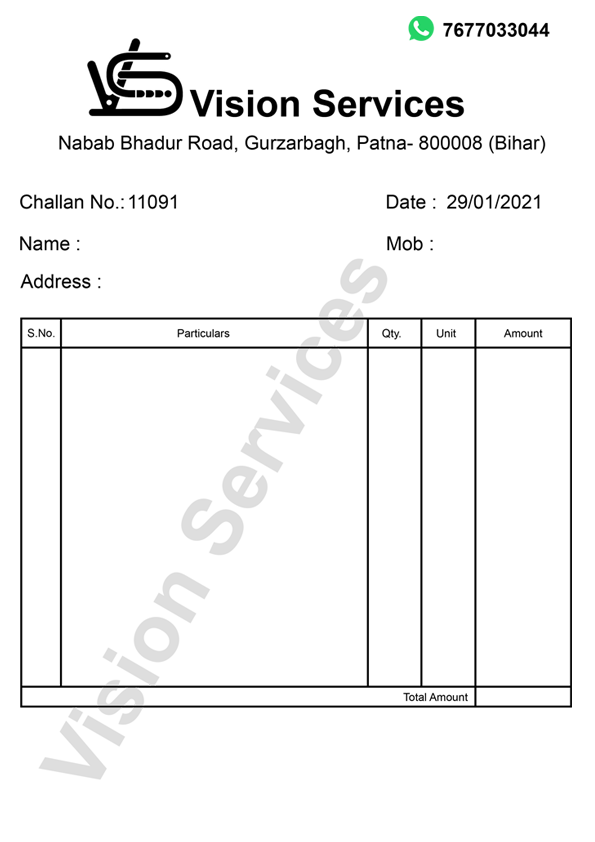 7677033044
VS
Vision Services
Nabab Bhadur Road, Gurzarbagh, Patna- 800008 (Bihar)
Challan No.: 11091 Date : 29/01/2021
Name : Mob :
Address :
S.No. Particulars Qty. Unit Amount
Total Amount
Vision Services